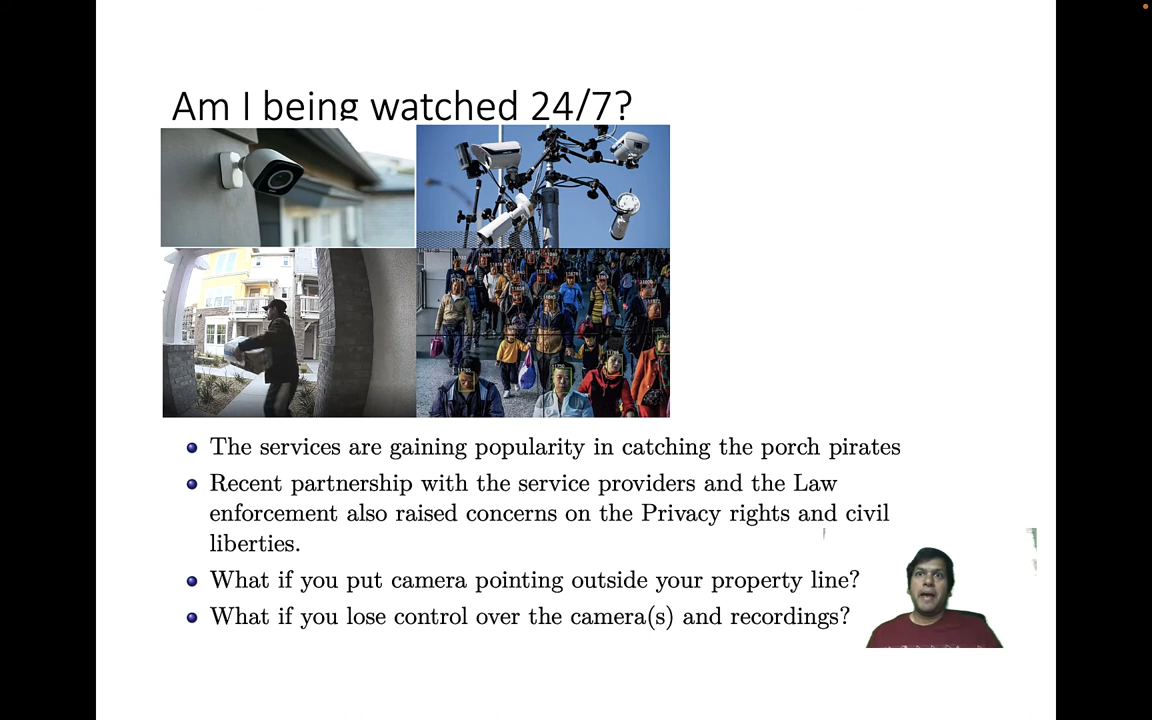 Am I being watched 24/7?
The services are gaining popularity in catching the porch pirates
Recent partnership with the service providers and the Law
enforcement also raised concerns on the Privacy rights and civil
liberties.
What if you put camera pointing outside your property line?
What if you lose control over the camera(s) and recordings?